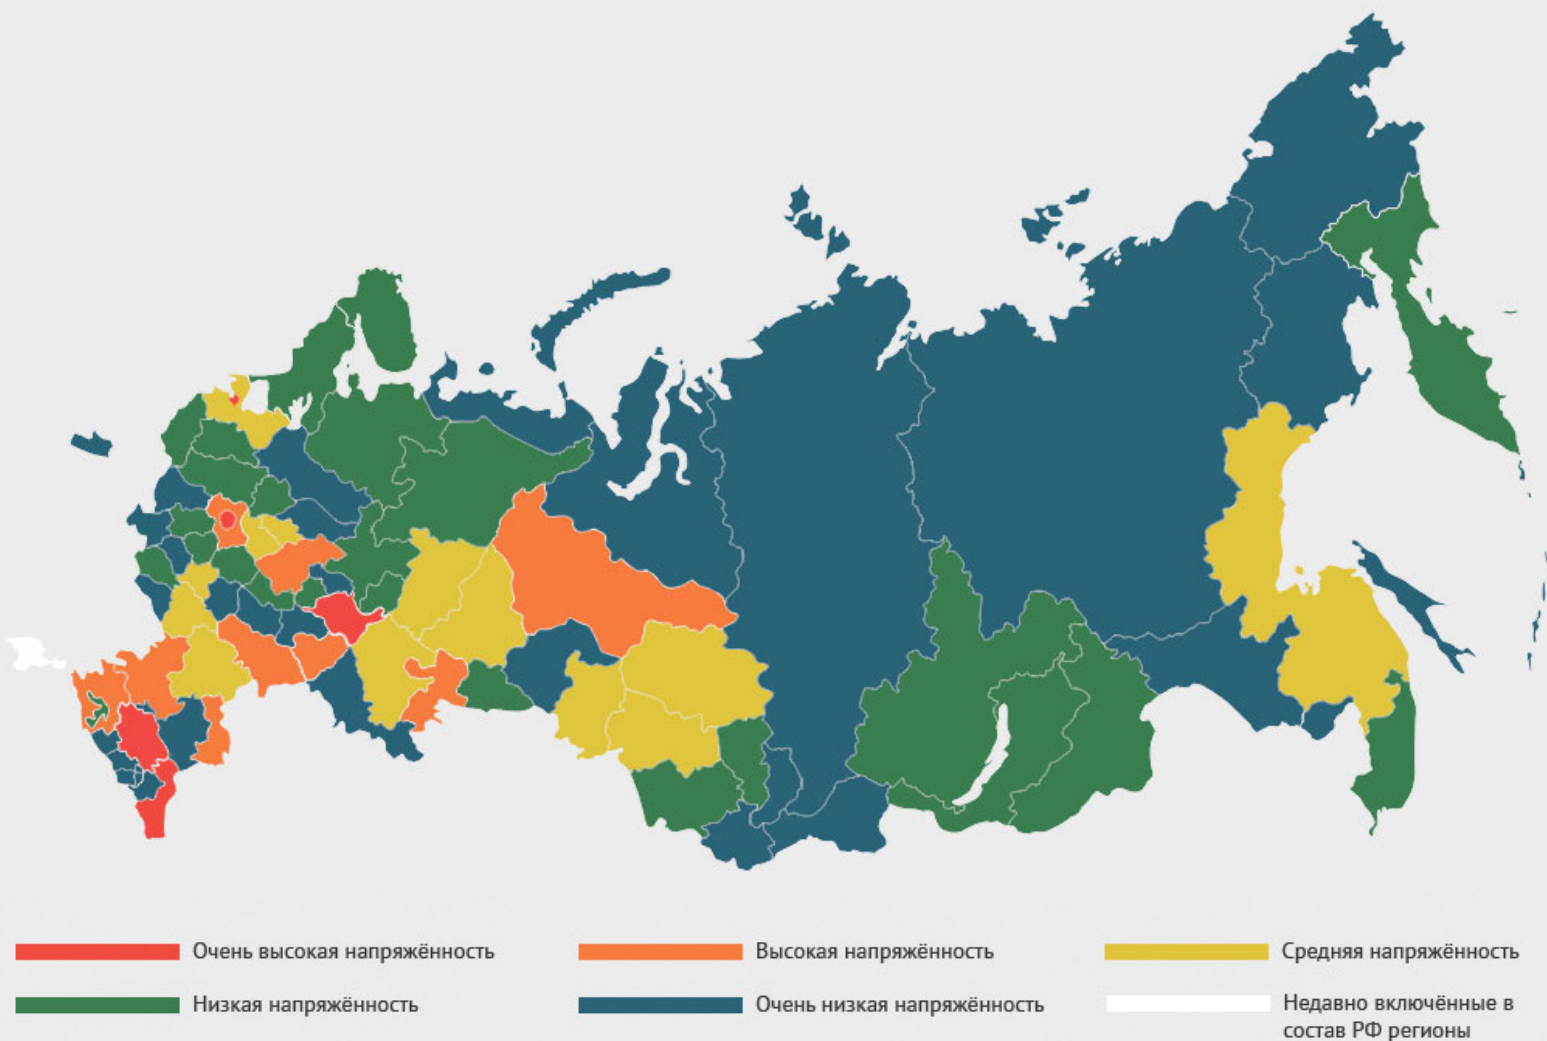 Очень высокая напряжённость
Высокая напряжённость
Средняя напряжённость
Низкая напряжённость
Очень низкая напряжённость
Недавно включённые в
состав РФ регионы